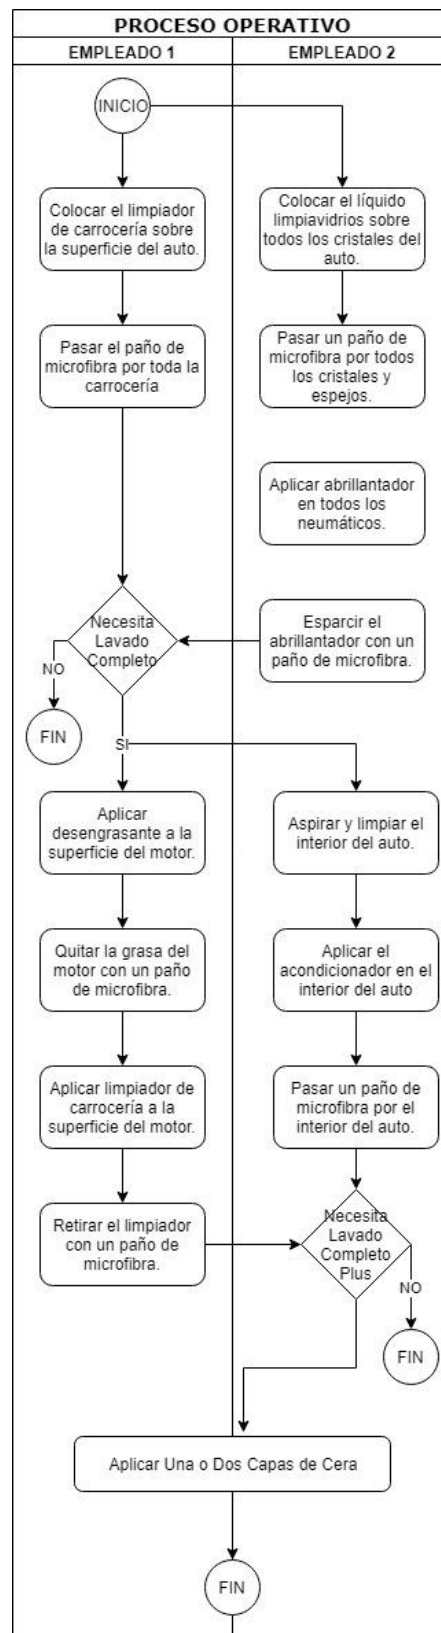 PROCESO OPERATIVO
EMPLEADO 1
EMPLEADO 2
INICIO
Colocar el limpiador
de carrocería sobre
la superficie del auto.
Colocar el líquido
limpiavidrios sobre
todos los cristales del
auto.
Pasar el paño de
microfibra por toda la
carrocería
Pasar un paño de
microfibra por todos
los cristales y
espejos.
Aplicar abrillantador
en todos los
neumáticos.
Necesita
Lavado
Completo
Esparcir el
abrillantador con un
paño de microfibra.
NO
FIN
SI
Aplicar
desengrasante a la
superficie del motor.
Aspirar y limpiar el
interior del auto.
Quitar la grasa del
motor con un paño
de microfibra.
Aplicar el
acondicionador en el
interior del auto
Aplicar limpiador de
carrocería a la
superficie del motor.
Pasar un paño de
microfibra por el
interior del auto.
Retirar el limpiador
con un paño de
microfibra.
Necesita
Lavado
Completo
Plus
NO
FIN
Aplicar Una o Dos Capas de Cera
FIN